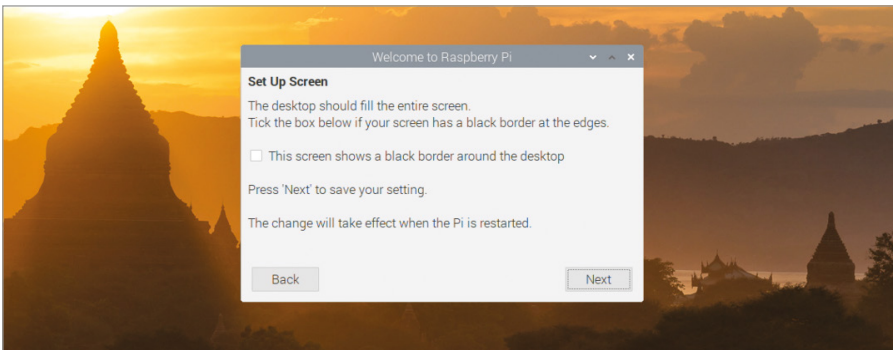 Welcome to Raspberry Pi
Set Up Screen
The desktop should fill the entire screen.
Tick the box below if your screen has a black border at the edges.
This screen shows a black border around the desktop
Press 'Next' to save your setting.
The change will take effect when the Pi is restarted.
Back
Next